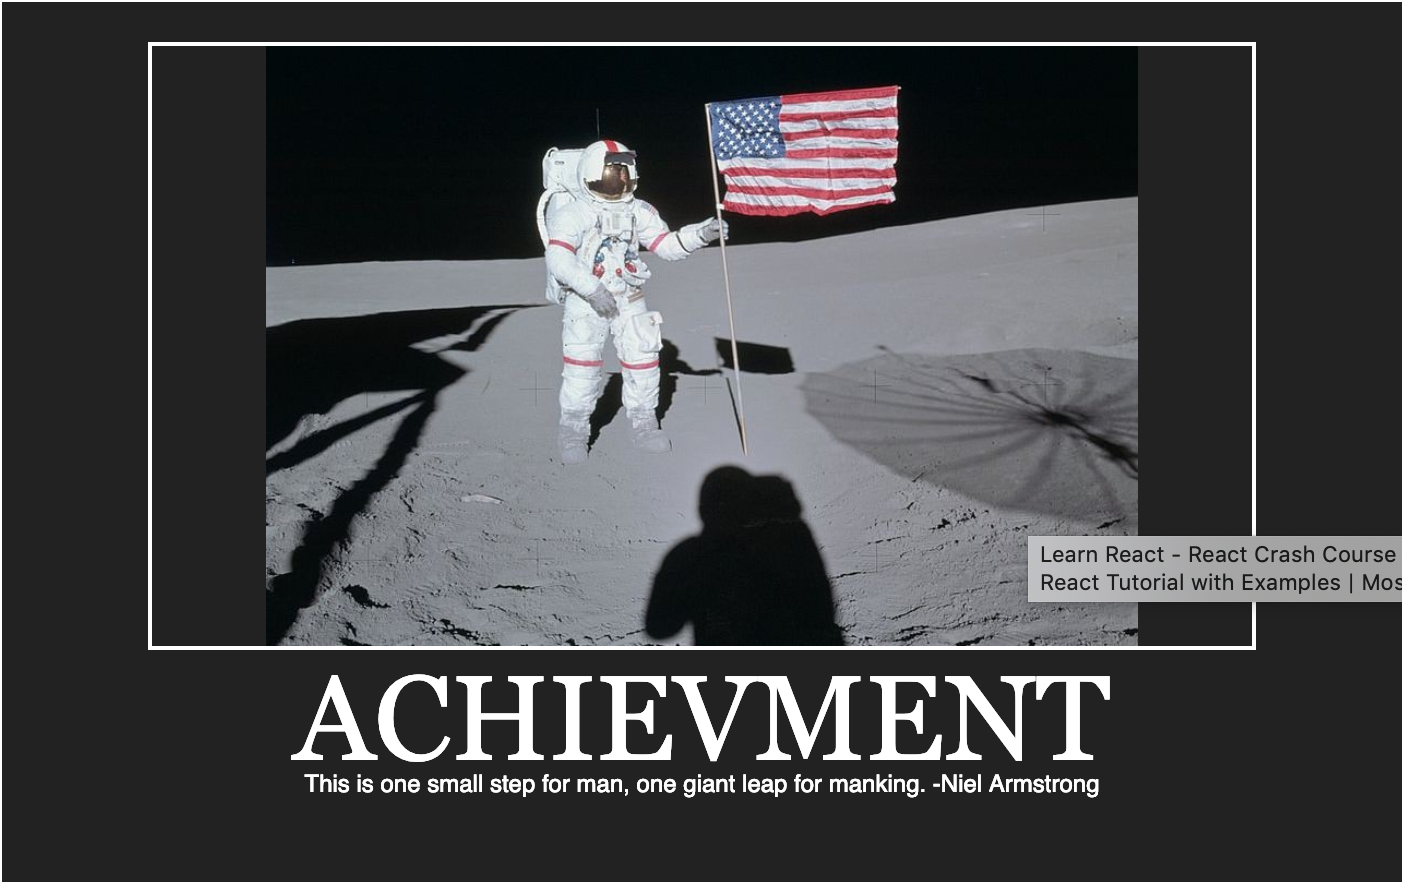 Learn React - React Crash Course
React Tutorial with Examples | Mos
ACHIEVMENT
This is one small step for man, one giant leap for manking. -Niel Armstrong